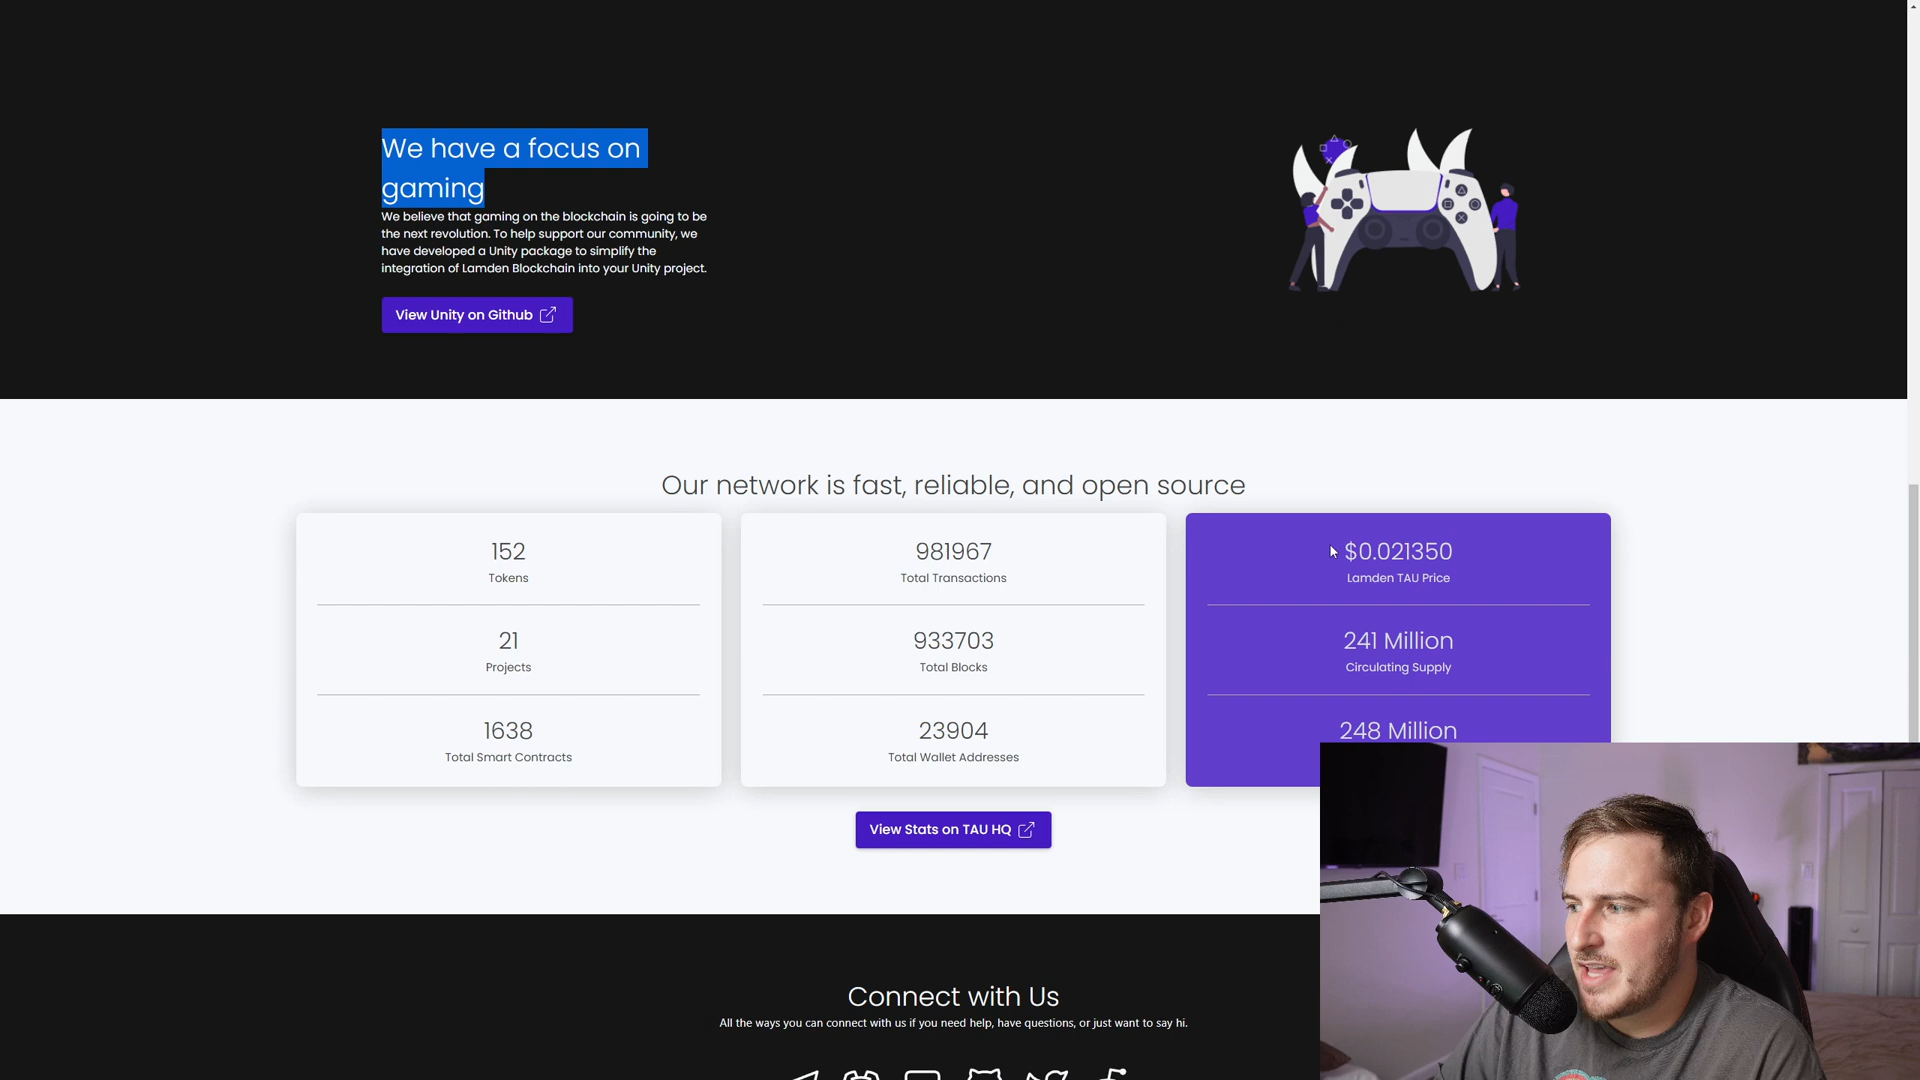 We have a focus on
gaming
We believe that gaming on the blockchain is going to be
the next revolution. To help support our community, we
have developed a Unity package to simplify the
integration of Lamden Blockchain into your Unity project.
View Unity on Github
Our network is fast, reliable, and open source
152
Tokens
21
Projects
1638
Total Smart Contracts
981967
Total Transactions
933703
Total Blocks
23904
Total Wallet Addresses
$0.021350
Lamden TAU Price
241 Million
Circulating Supply
248 Million
View Stats on TAU HQ
Connect with Us
All the ways you can connect with us if you need help, have questions, or just want to say hi.